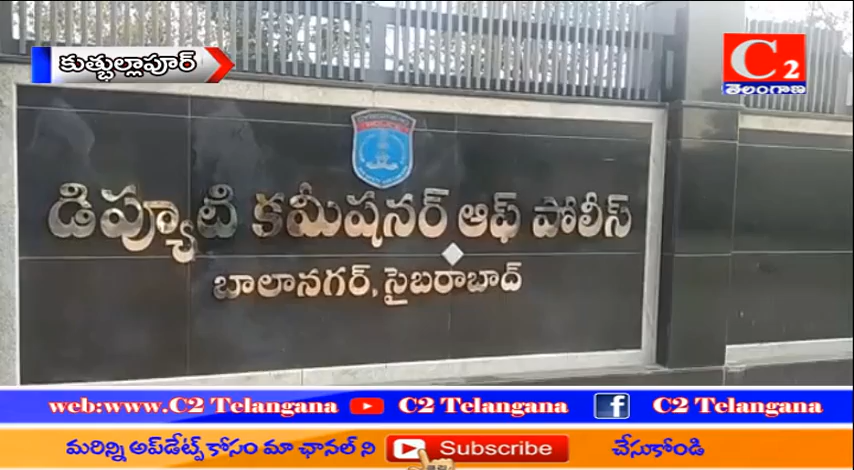 కుత్బుల్లాపూర్
C2
తెలంగాణ
డిప్యూటి కమీషనర్ ఆఫ్ పోలీస్
బాలానగర్, సైబరాబాద్
web:www.C2 Telangana C2 Telangana C2 Telangana
మరిన్ని అప్‌డేట్స్ కోసం మా ఛానల్ ని Subscribe చేసుకోండి